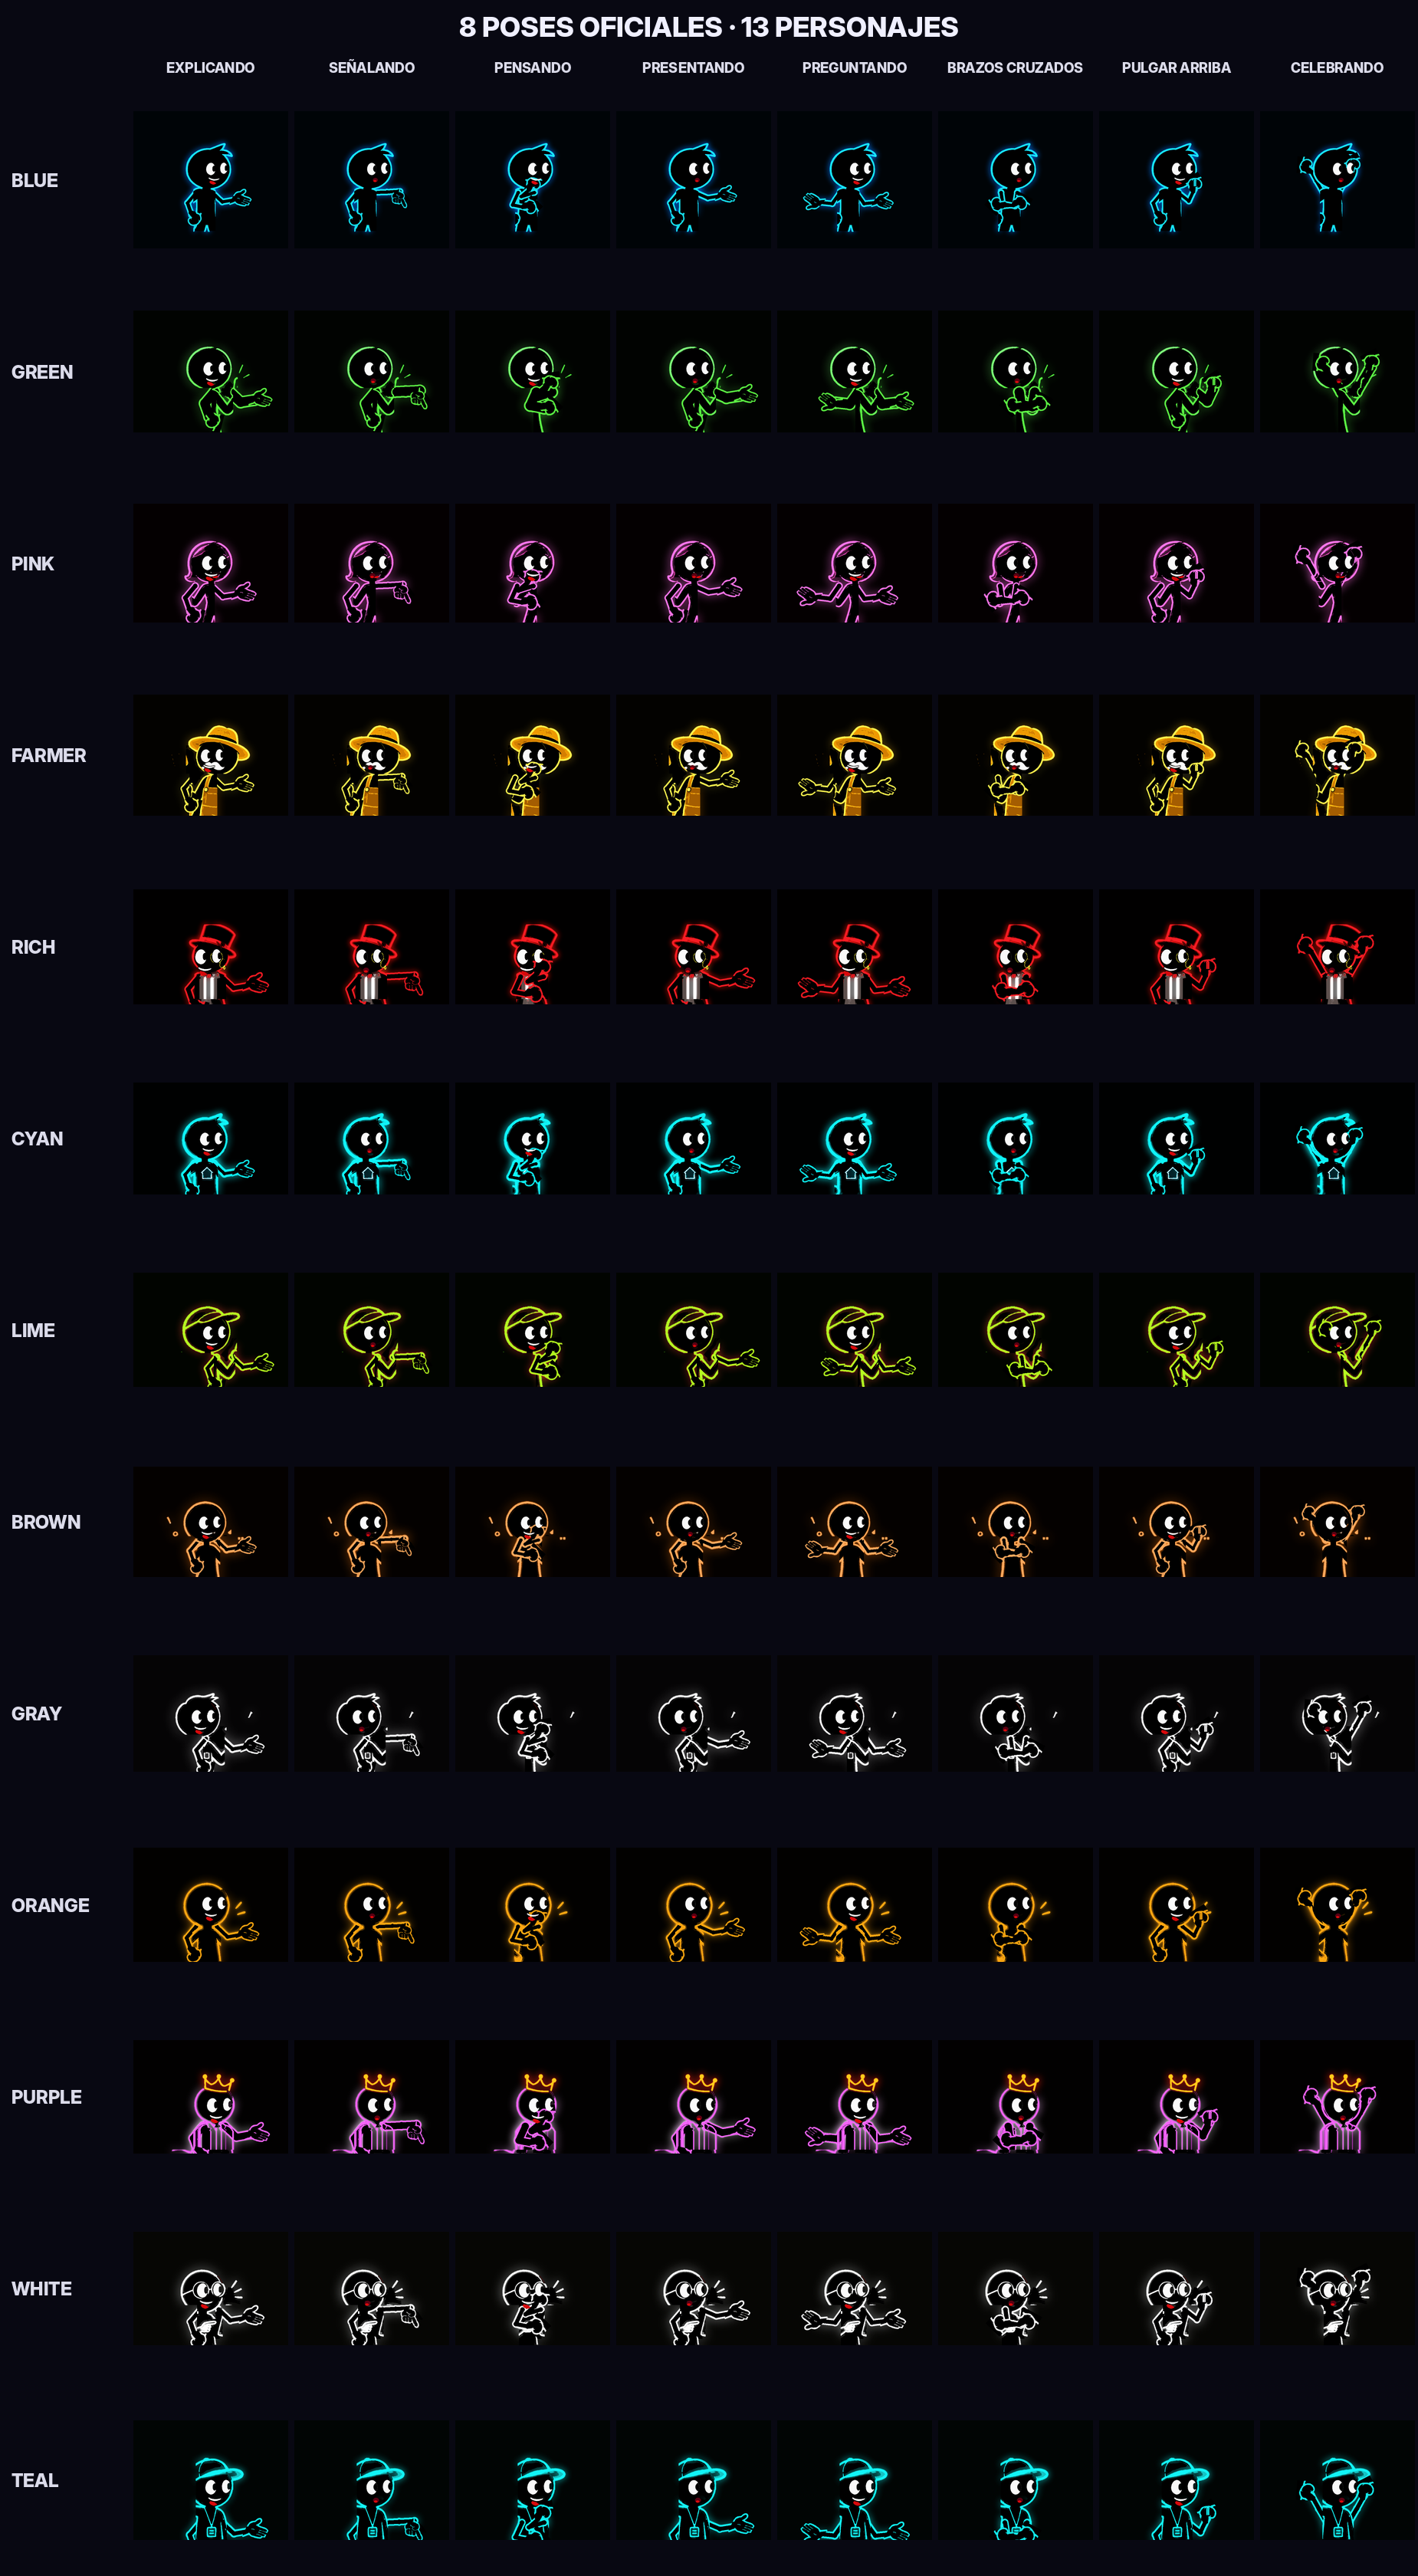 8 POSES OFICIALES · 13 PERSONAJES
EXPLICANDO SEÑALANDO PENSANDO PRESENTANDO PREGUNTANDO BRAZOS CRUZADOS PULGAR ARRIBA CELEBRANDO
BLUE
GREEN
PINK
FARMER
RICH
CYAN
LIME
BROWN
GRAY
ORANGE
PURPLE
WHITE
TEAL